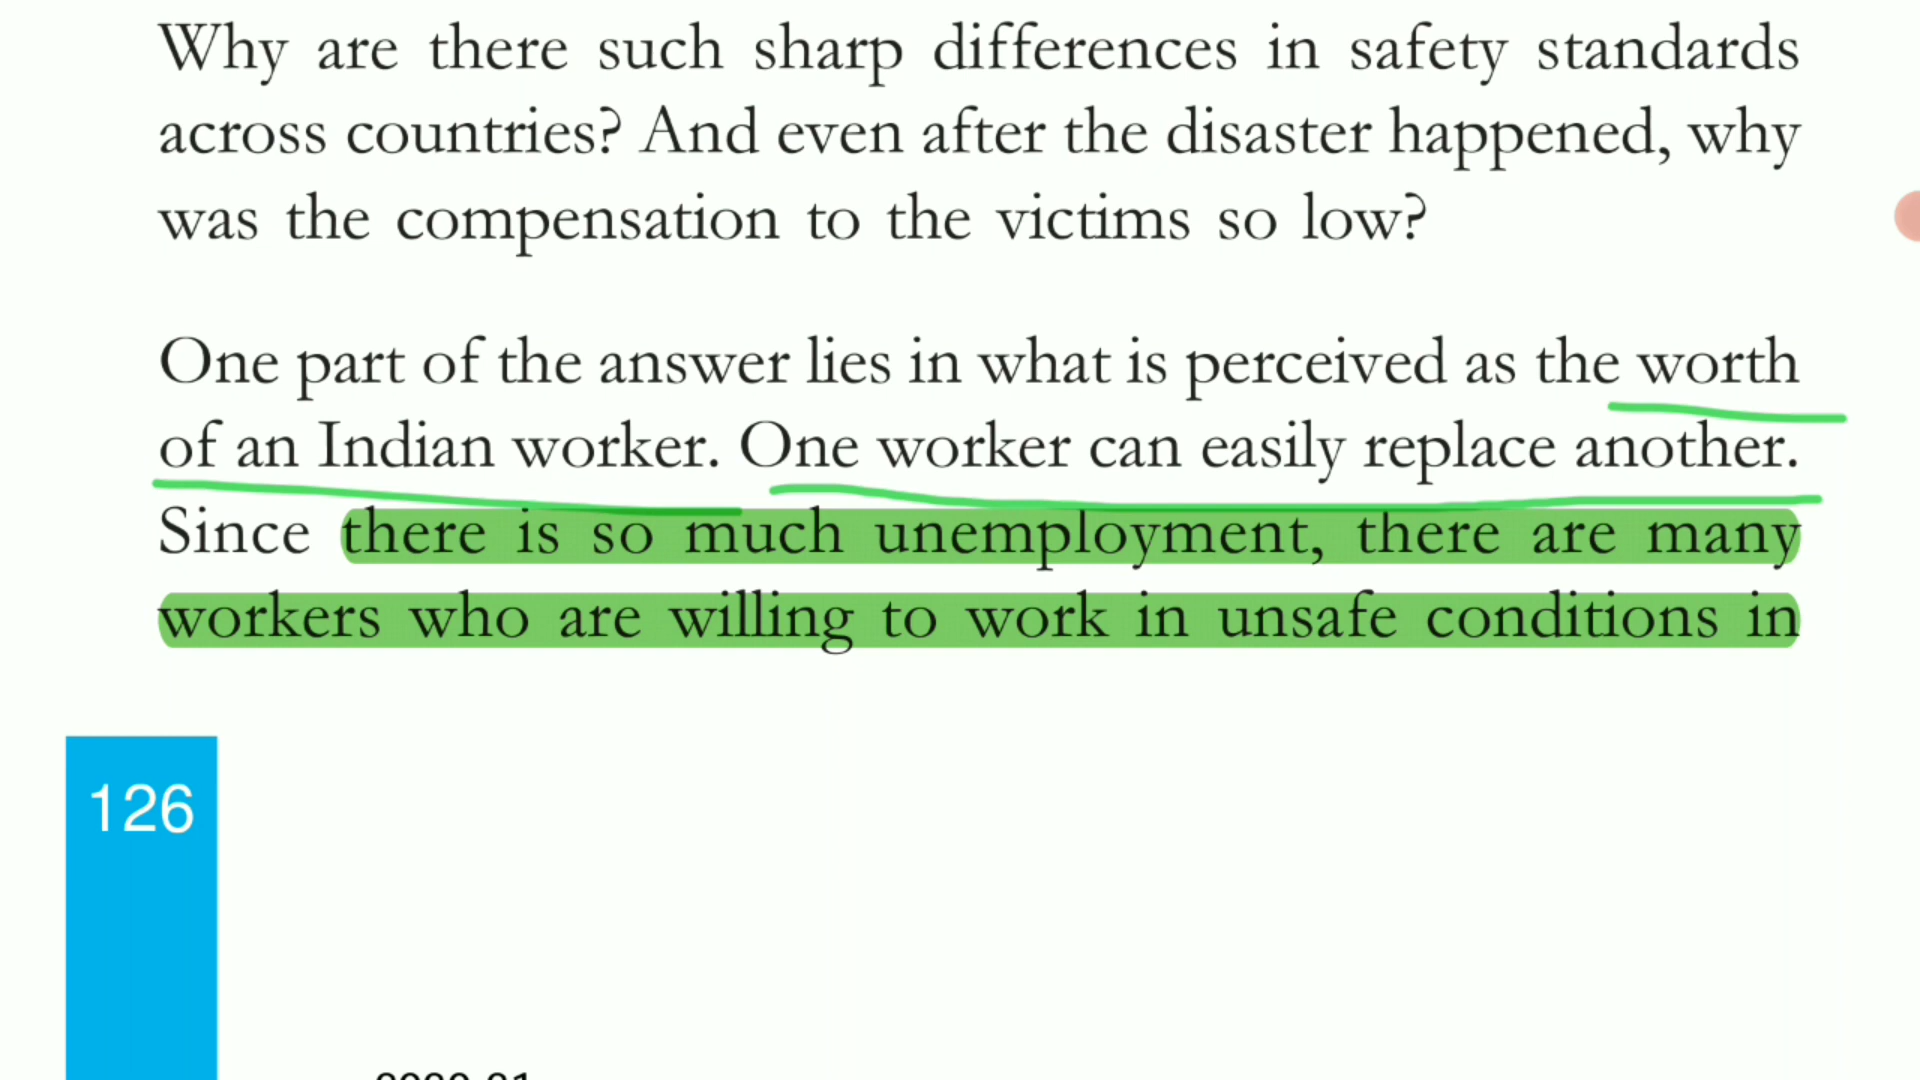 Why are there such sharp differences in safety standards
across countries? And even after the disaster happened, why
was the compensation to the victims so low?
One part of the answer lies in what is perceived as the worth
of an Indian worker. One worker can easily replace another.
Since there is so much unemployment, there are many
workers who are willing to work in unsafe conditions in
126